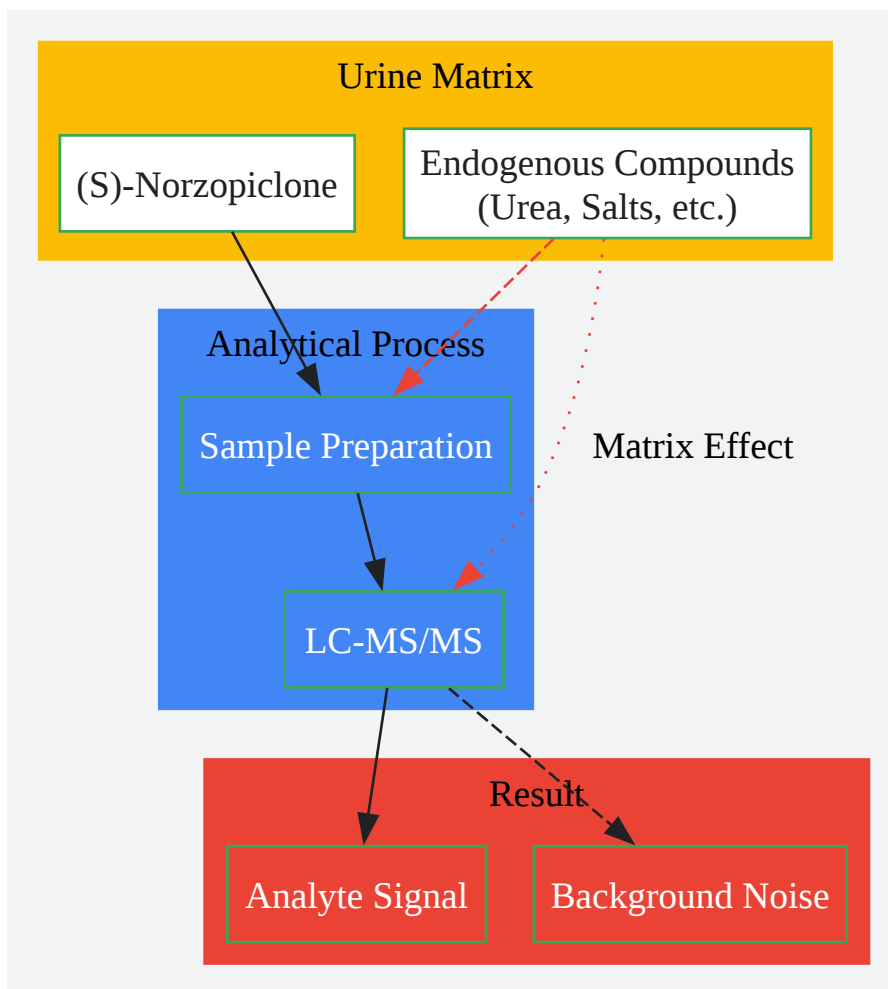 Urine Matrix
(S)-Norzopiclone
Endogenous Compounds
(Urea, Salts, etc.)
Analytical Process
Sample Preparation
Matrix Effect
LC-MS/MS
Result
Analyte Signal
Background Noise